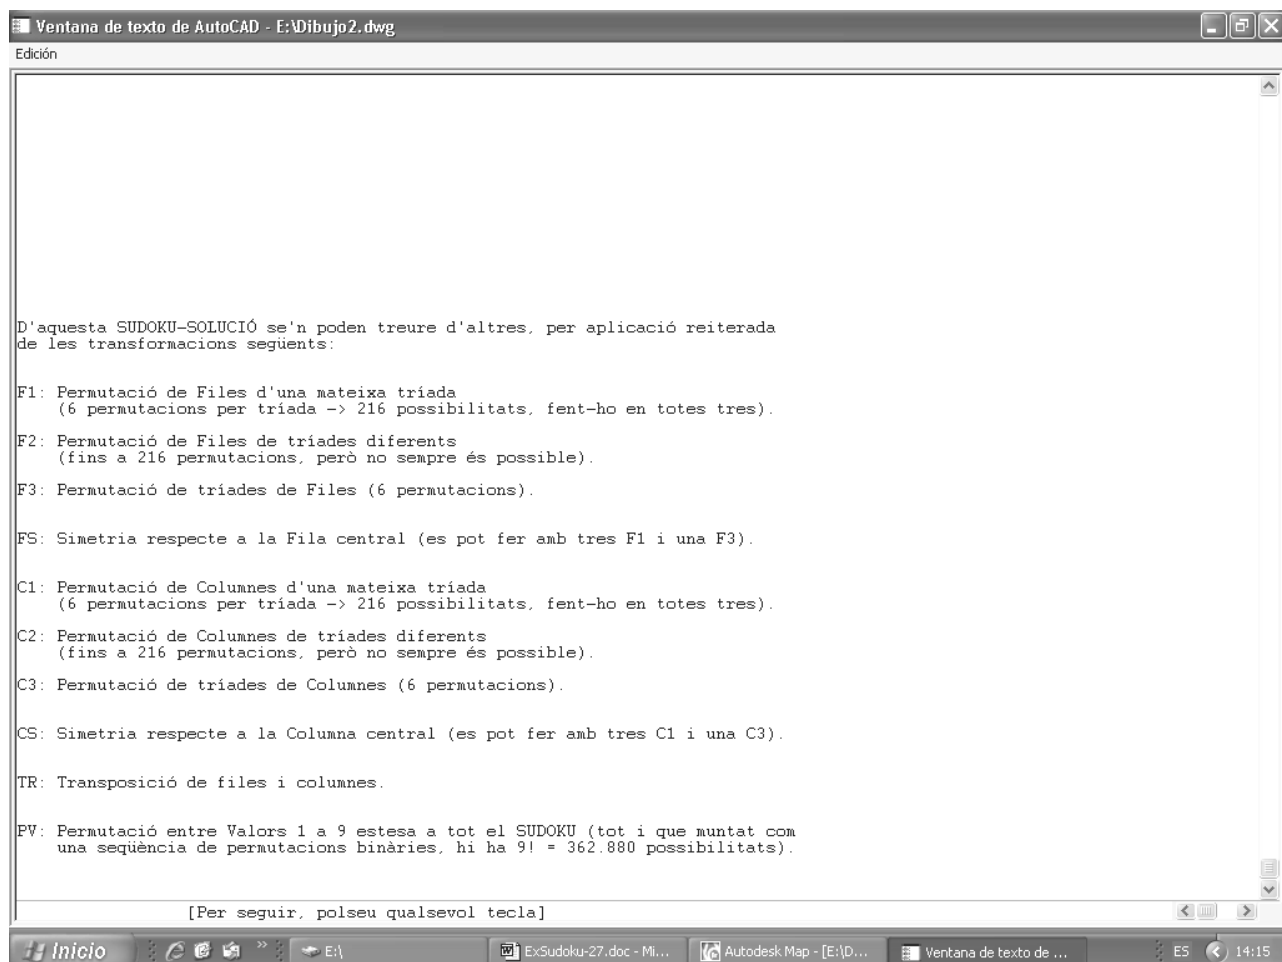 Ventana de texto de AutoCAD - E:\Dibujo2.dwg
Edición
D'aquesta SUDOKU-SOLUCIÓ se'n poden treure d'altres, per aplicació reiterada
de les transformacions següents:
F1: Permutació de Files d'una mateixa tríada
(6 permutacions per tríada -> 216 possibilitats, fent-ho en totes tres).
F2: Permutació de Files de tríades diferents
(fins a 216 permutacions, però no sempre és possible).
F3: Permutació de tríades de Files (6 permutacions).
FS: Simetria respecte a la Fila central (es pot fer amb tres F1 i una F3).
C1: Permutació de Columnes d'una mateixa tríada
(6 permutacions per tríada -> 216 possibilitats, fent-ho en totes tres).
C2: Permutació de Columnes de tríades diferents
(fins a 216 permutacions, però no sempre és possible).
C3: Permutació de tríades de Columnes (6 permutacions).
CS: Simetria respecte a la Columna central (es pot fer amb tres C1 i una C3).
TR: Transposició de files i columnes.
PV: Permutació entre Valors 1 a 9 estesa a tot el SUDOKU (tot i que muntat com
una seqüència de permutacions binàries, hi ha 9! = 362.880 possibilitats).
[Per seguir, polseu qualsevol tecla]
Inicio » E:\ ExSudoku-27.doc - Mi... Autodesk Map - [E:\D... Ventana de texto de ... ES 14:15